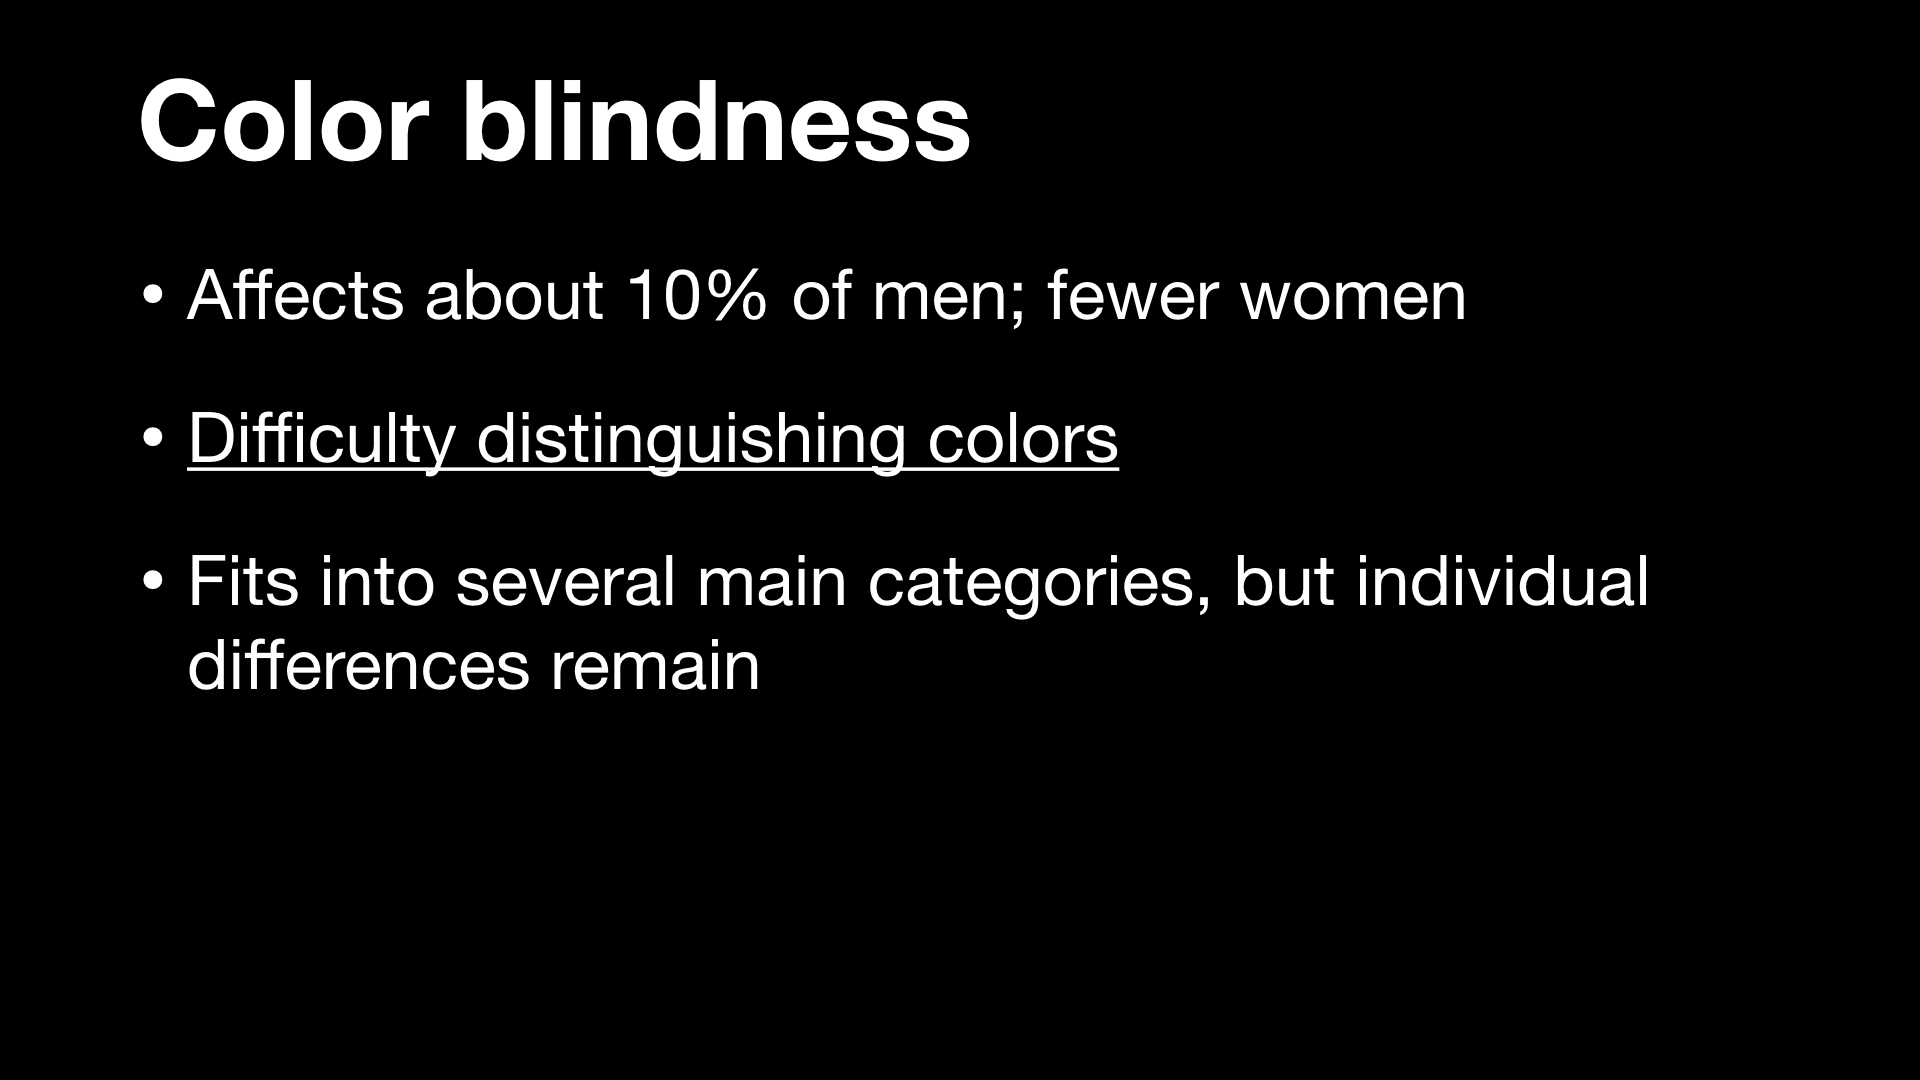 Color blindness
• Affects about 10% of men; fewer women
• Difficulty distinguishing colors
• Fits into several main categories, but individual
differences remain